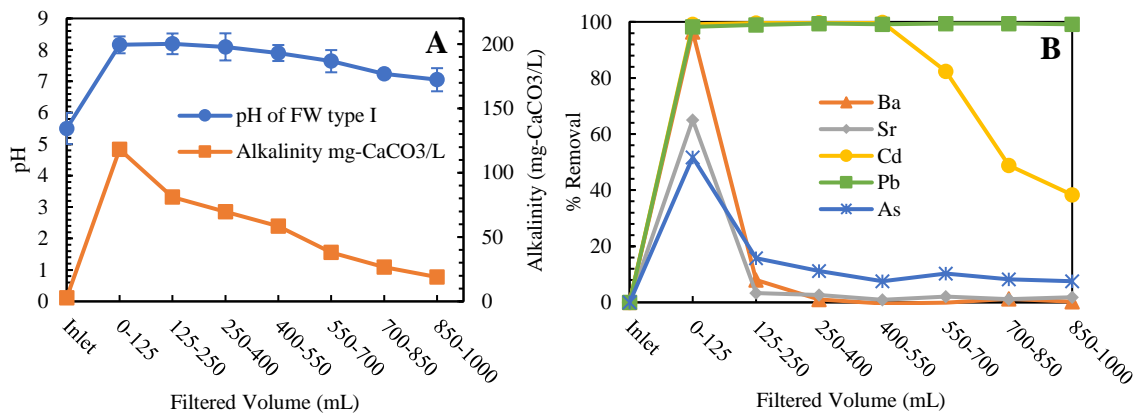 A
pH
9
8
7
6
5
4
3
2
1
0
pH of FW type I
Alkalinity mg-CaCO3/L
200
150
100
50
0
Alkalinity (mg-CaCO3/L)
Inlet
0-125
125-250
250-400
400-550
550-700
700-850
850-1000
Filtered Volume (mL)
B
% Removal
100
80
60
40
20
0
Ba
Sr
Cd
Pb
As
Inlet
0-125
125-250
250-400
400-550
550-700
700-850
850-1000
Filtered Volume (mL)